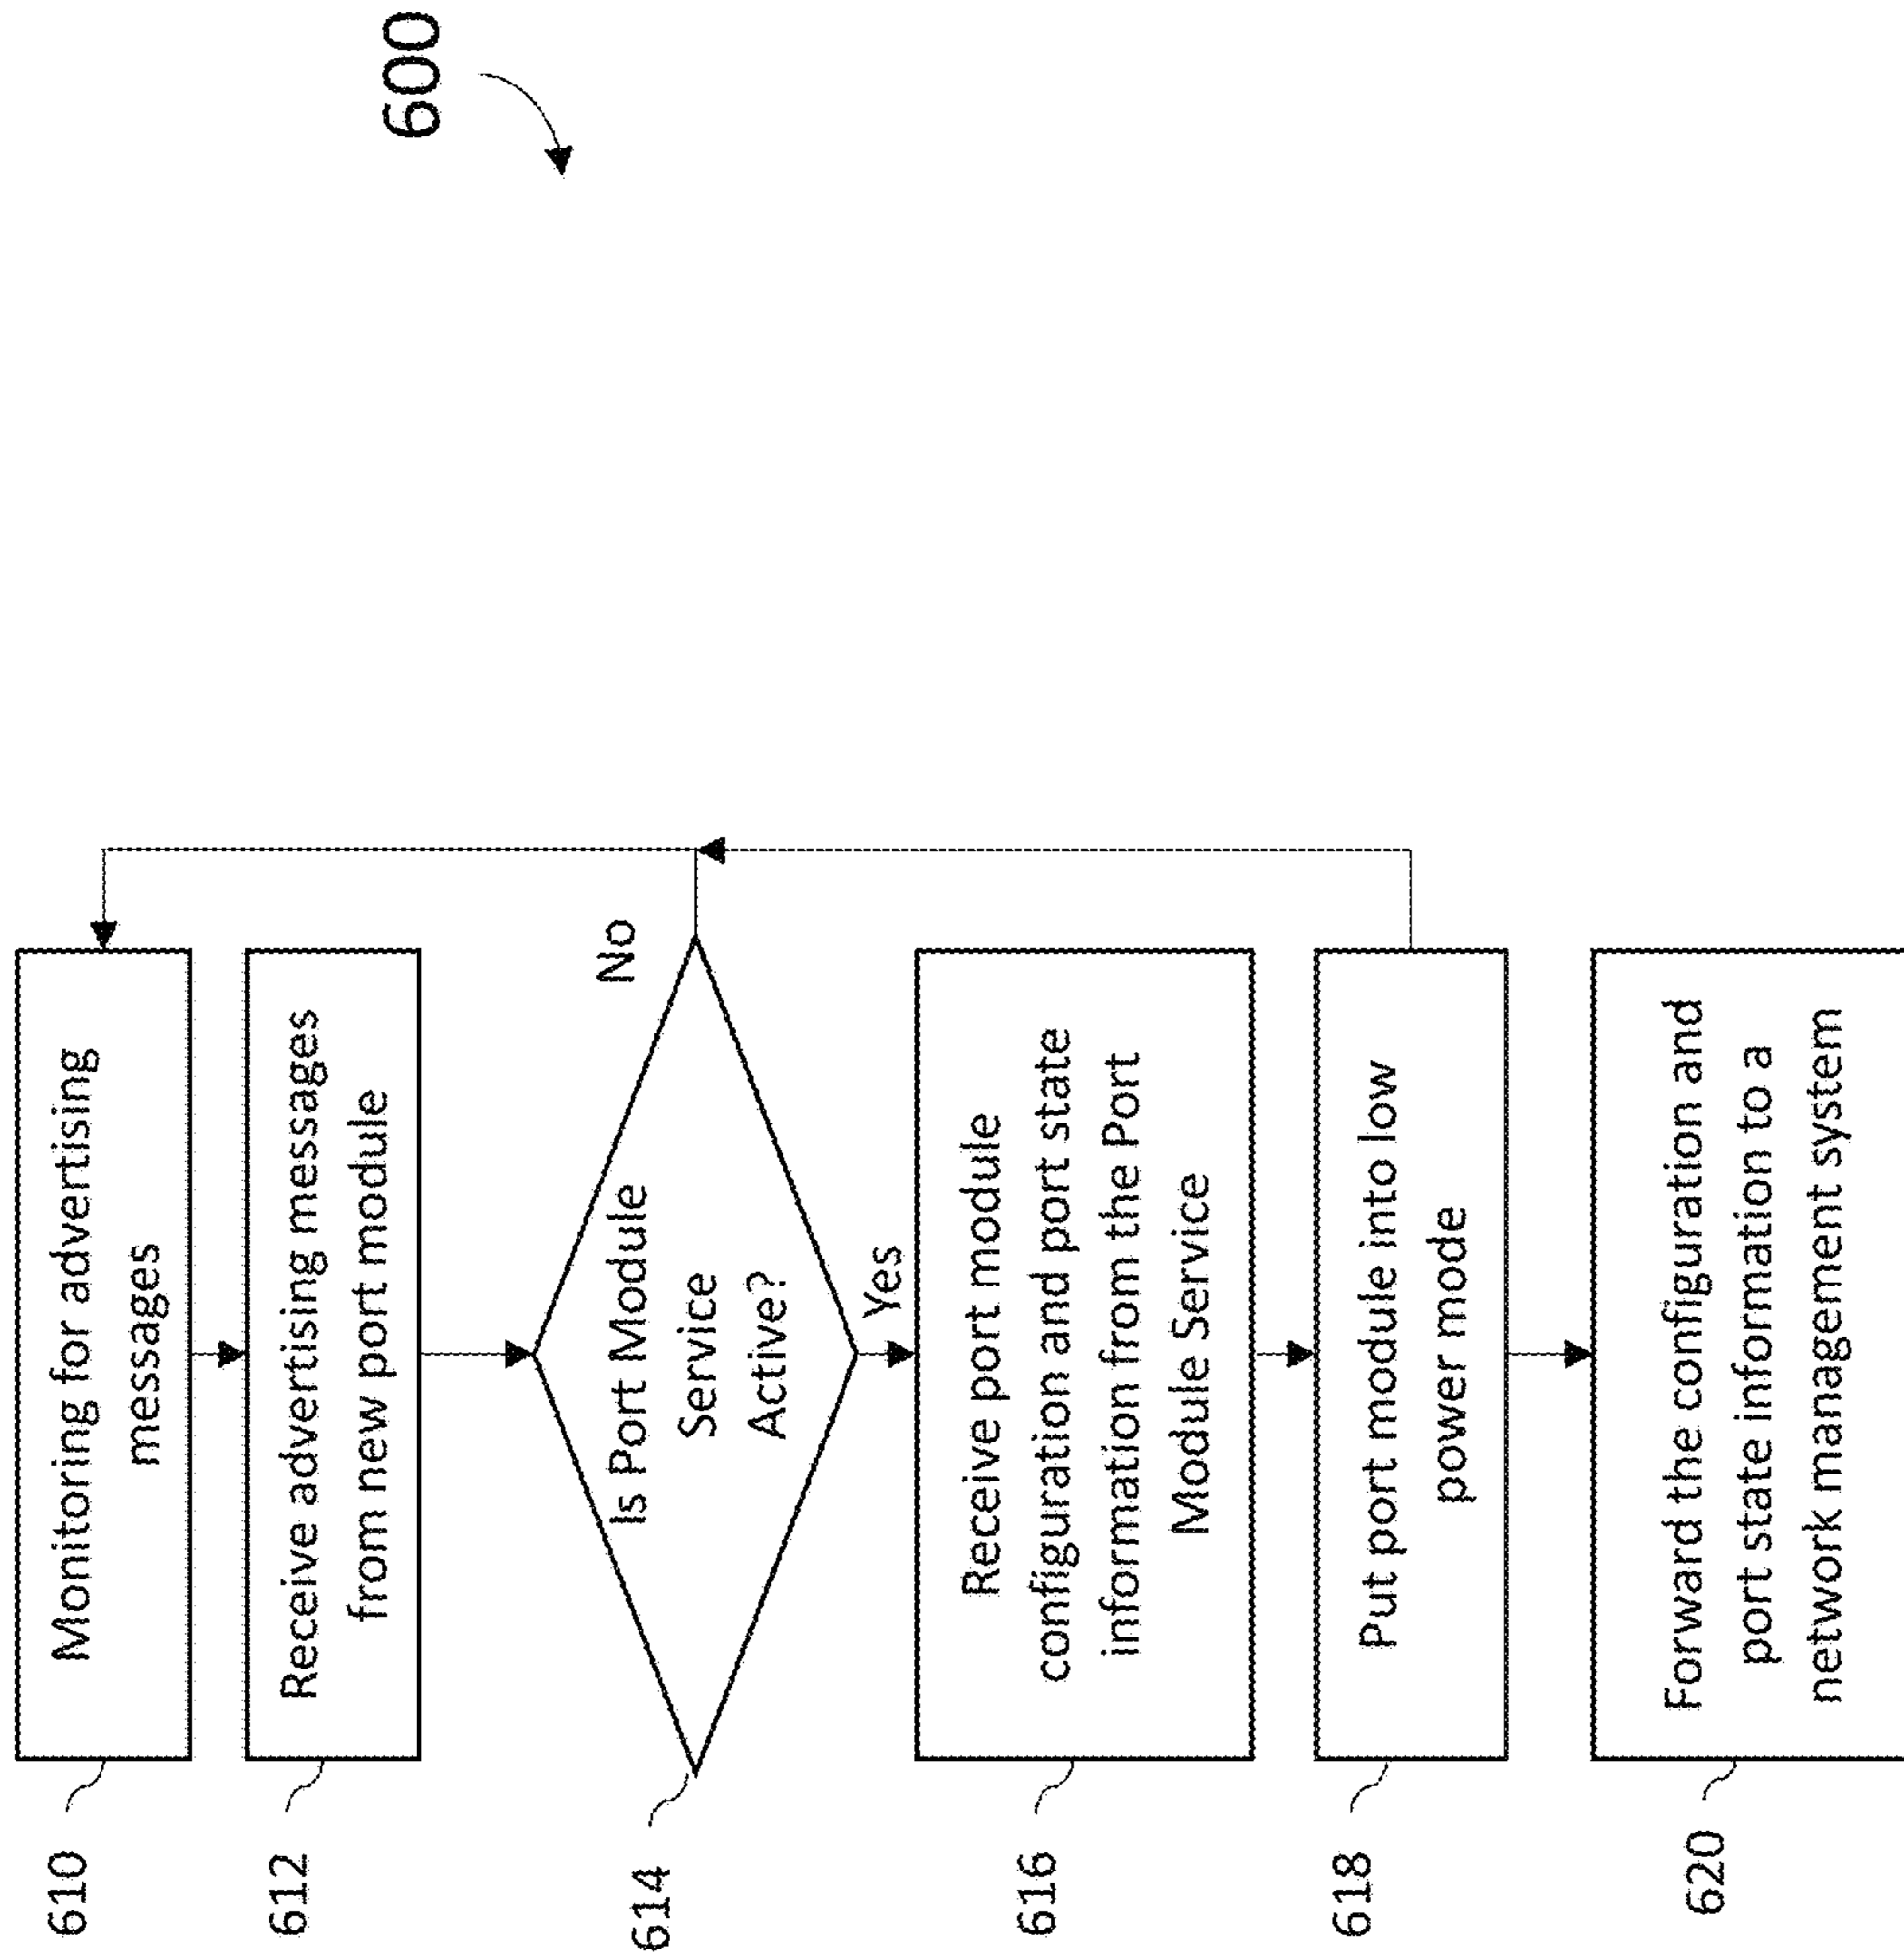 600
610
Monitoring for advertising
messages
612
Receive advertising messages
from new port module
614
Is Port Module
Service
Active?
No
Yes
616
Receive port module
configuration and port state
information from the Port
Module Service
618
Put port module into low
power mode
620
Forward the configuration and
port state information to a
network management system